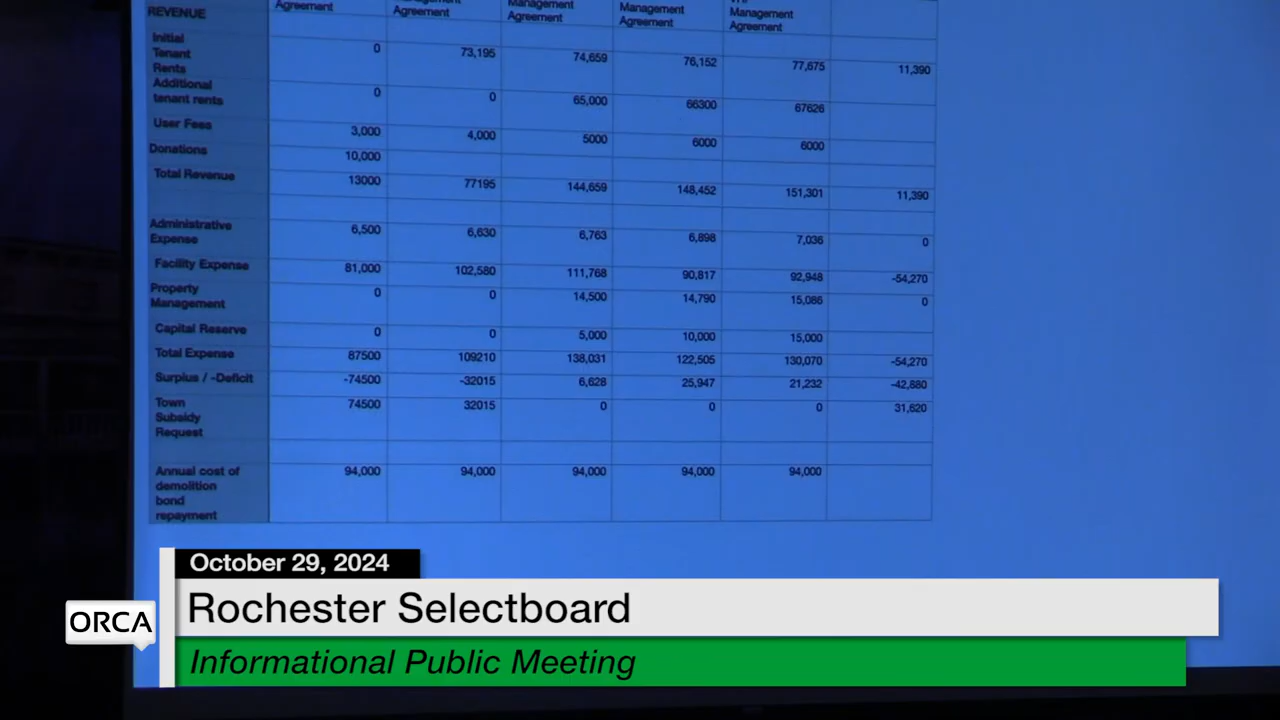 REVENUE Agreement Agreement Management Agreement Management Agreement Management Agreement
Initial Tenant Rents 0 73,195 74,659 76,152 77,675 11,390
Additional tenant rents 0 0 65,000 66300 67626
User Fees 3,000 4,000 5000 6000 6000
Donations 10,000
Total Revenue 13000 77195 144,659 148,452 151,301 11,390
Administrative Expense 6,500 6,630 6,763 6,898 7,036 0
Facility Expense 81,000 102,580 111,768 90,817 92,948 -54,270
Property Management 0 0 14,500 14,790 15,086 0
Capital Reserve 0 0 5,000 10,000 15,000
Total Expense 87500 109210 138,031 122,505 130,070 -54,270
Surplus / -Deficit -74500 -32015 6,628 25,947 21,232 -42,880
Town Subsidy Request 74500 32015 0 0 0 31,620
Annual cost of demolition bond repayment 94,000 94,000 94,000 94,000 94,000
October 29, 2024
Rochester Selectboard
ORCA
Informational Public Meeting